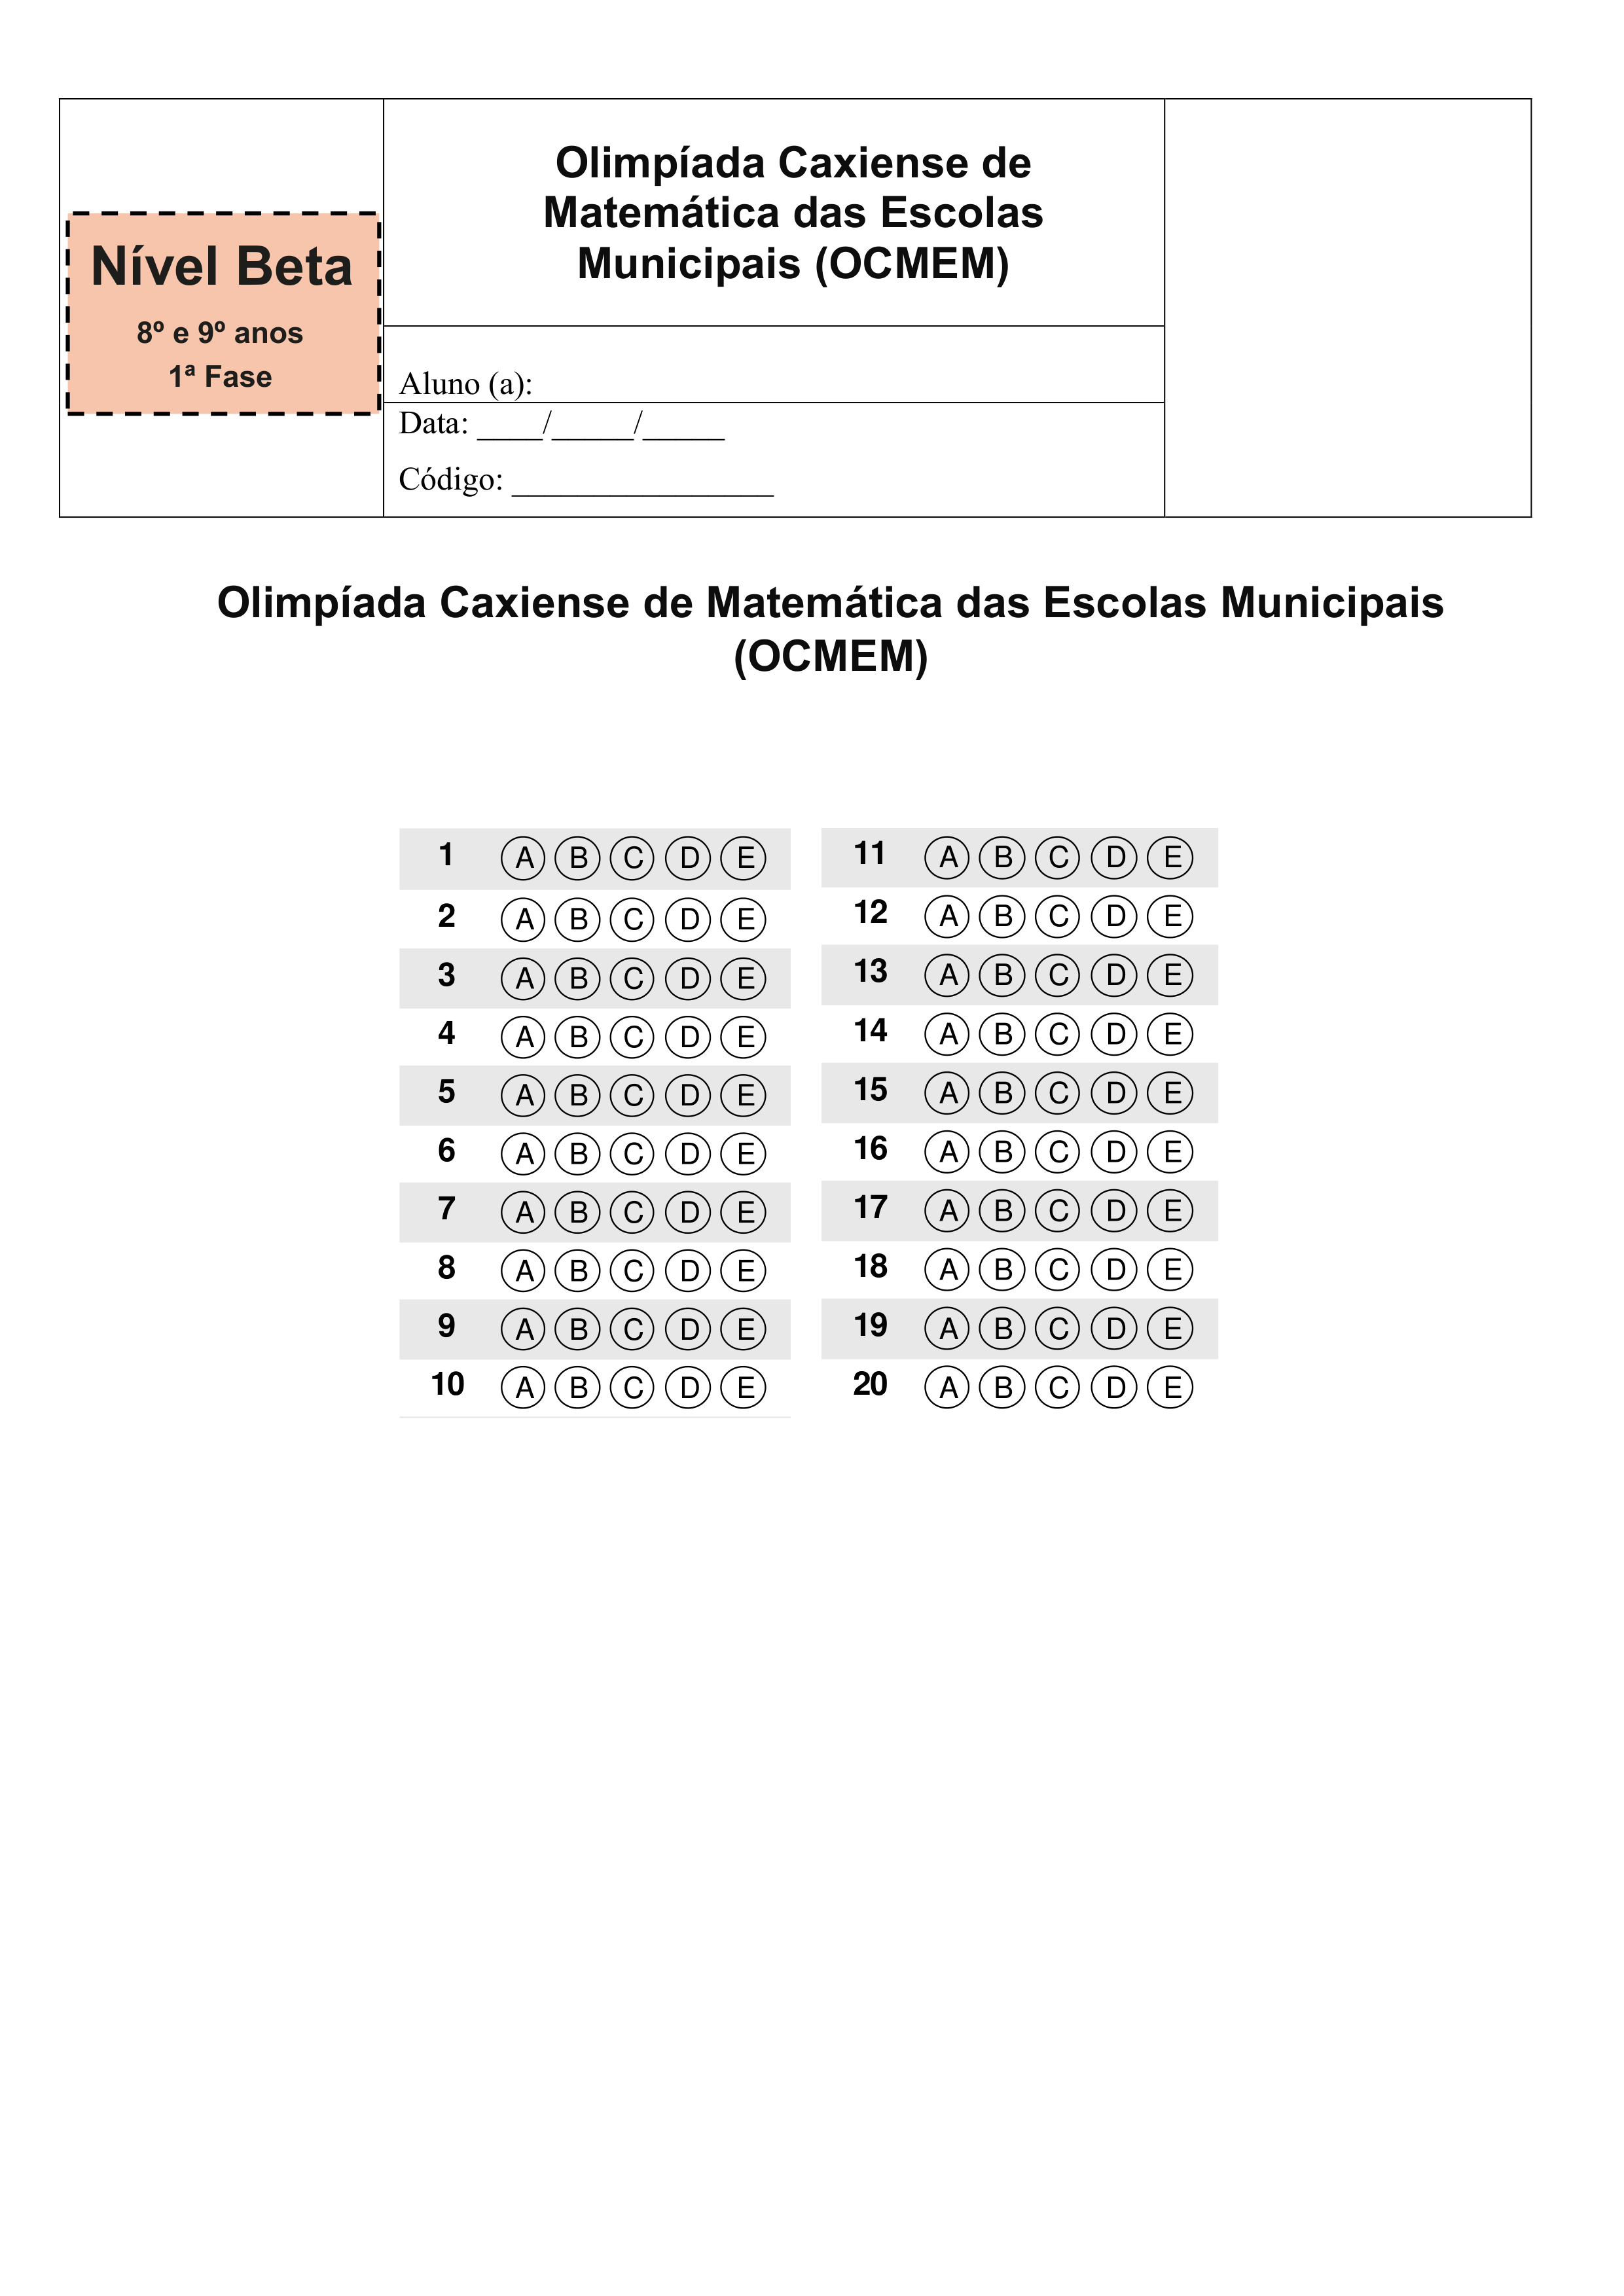 Olimpíada Caxiense de
Matemática das Escolas
Municipais (OCMEM)
Nível Beta
8º e 9º anos
1ª Fase
Aluno (a):
Data: ____/_____/_____
Código: ________________
Olimpíada Caxiense de Matemática das Escolas Municipais
(OCMEM)
1 A B C D E
2 A B C D E
3 A B C D E
4 A B C D E
5 A B C D E
6 A B C D E
7 A B C D E
8 A B C D E
9 A B C D E
10 A B C D E
11 A B C D E
12 A B C D E
13 A B C D E
14 A B C D E
15 A B C D E
16 A B C D E
17 A B C D E
18 A B C D E
19 A B C D E
20 A B C D E